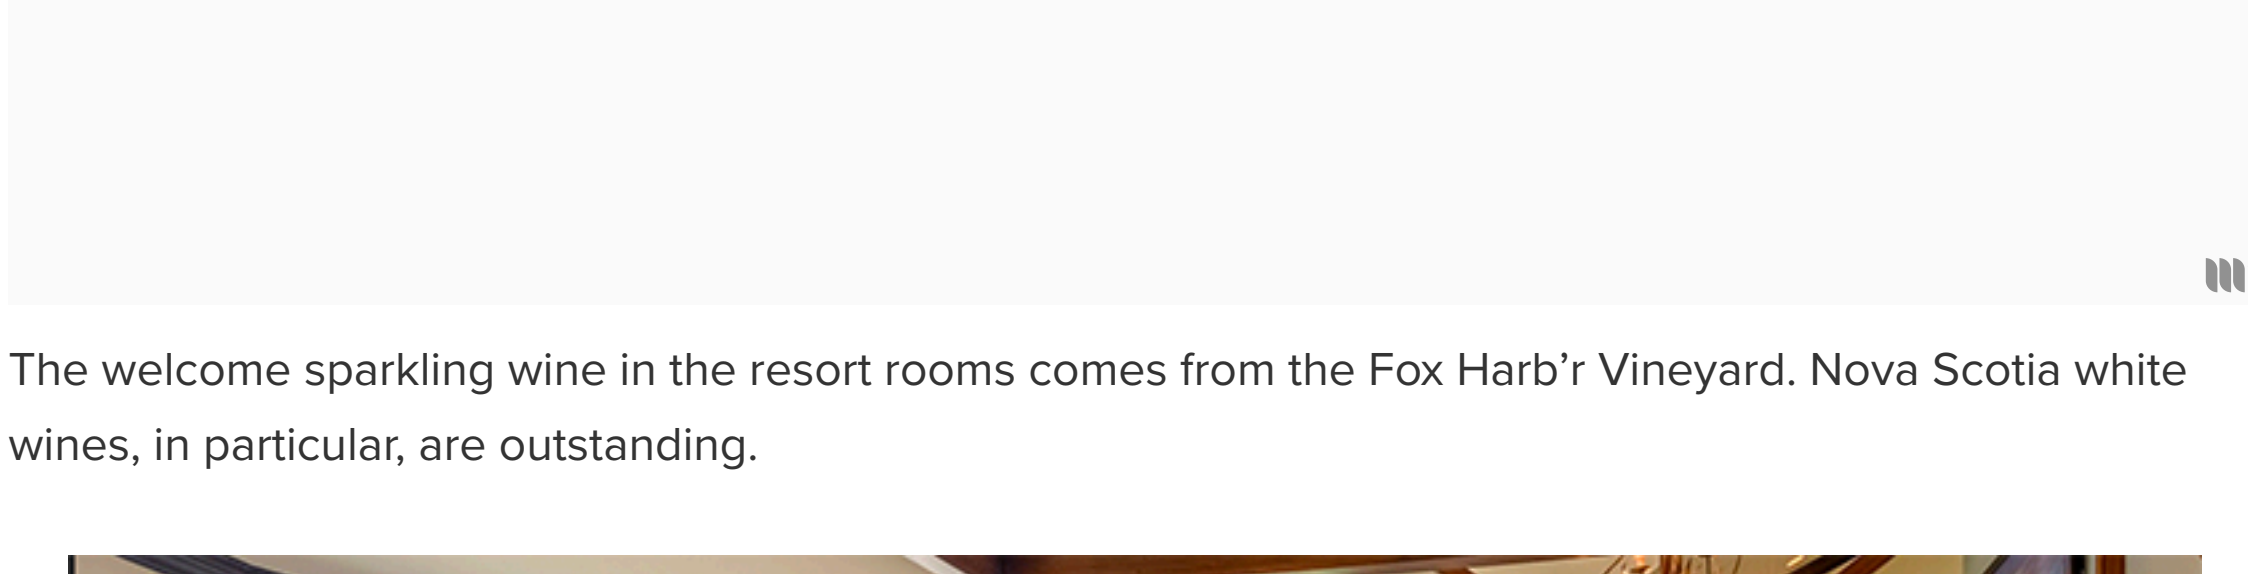 The welcome sparkling wine in the resort rooms comes from the Fox Harb’r Vineyard. Nova Scotia white
wines, in particular, are outstanding.